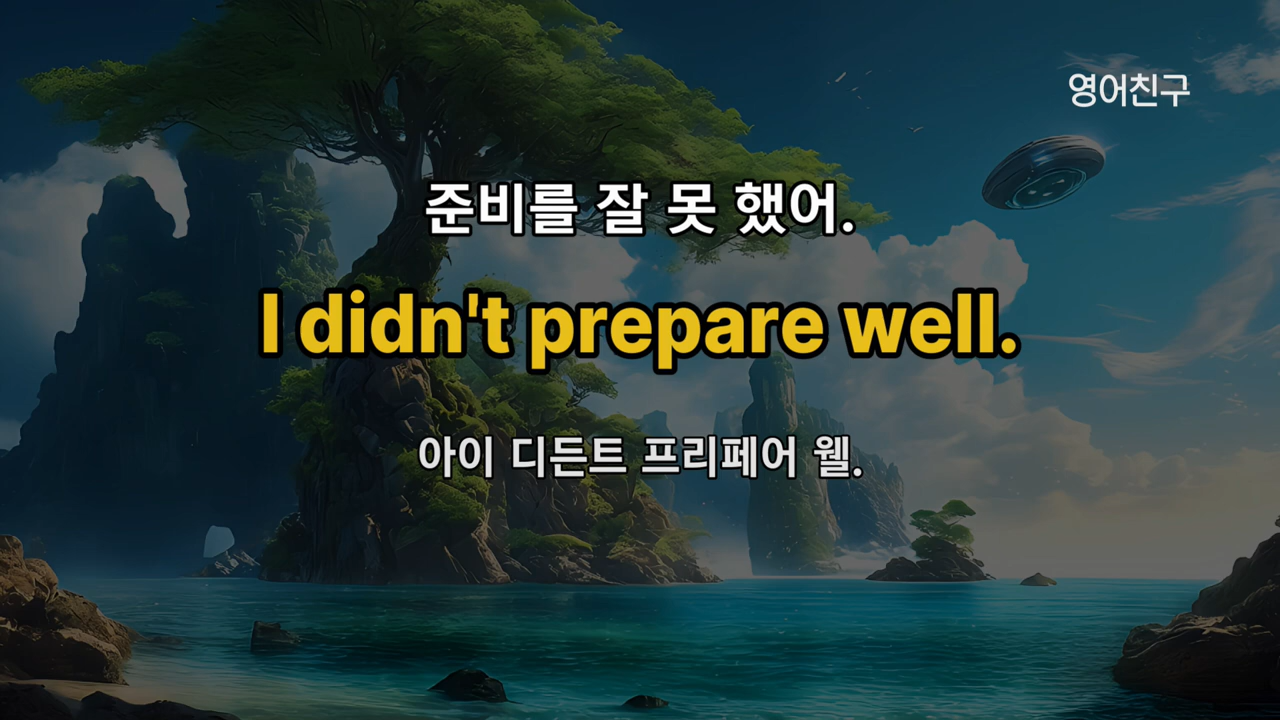 영어친구
준비를 잘 못 했어.
I didn't prepare well.
아이 디든트 프리페어 웰.